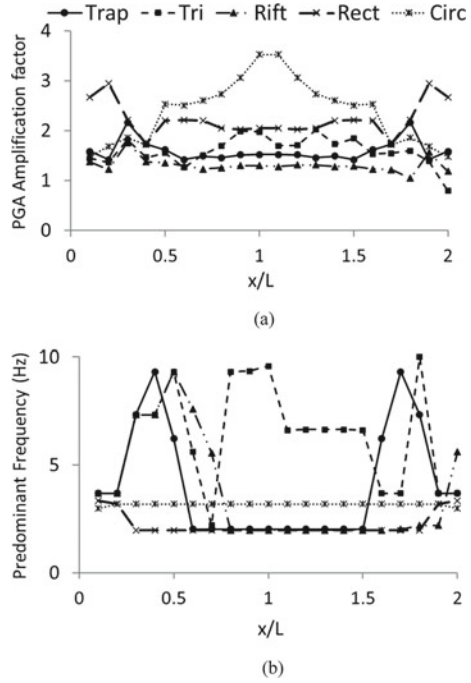 Trap Tri Rift Rect Circ
PGA Amplification factor
4
3
2
1
0
0 0.5 1 1.5 2
x/L
(a)
Predominant Frequency (Hz)
10
5
0
0 0.5 1 1.5 2
x/L
(b)